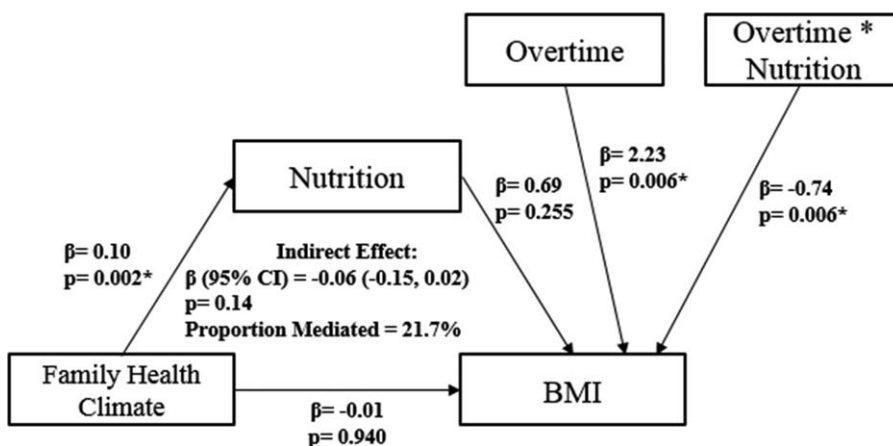 Overtime
Overtime *
Nutrition
Nutrition
β= 2.23
p= 0.006*
β= 0.69
p= 0.255
β= -0.74
p= 0.006*
β= 0.10
p= 0.002*
Indirect Effect:
β (95% CI) = -0.06 (-0.15, 0.02)
p= 0.14
Proportion Mediated = 21.7%
Family Health
Climate
BMI
β= -0.01
p= 0.940